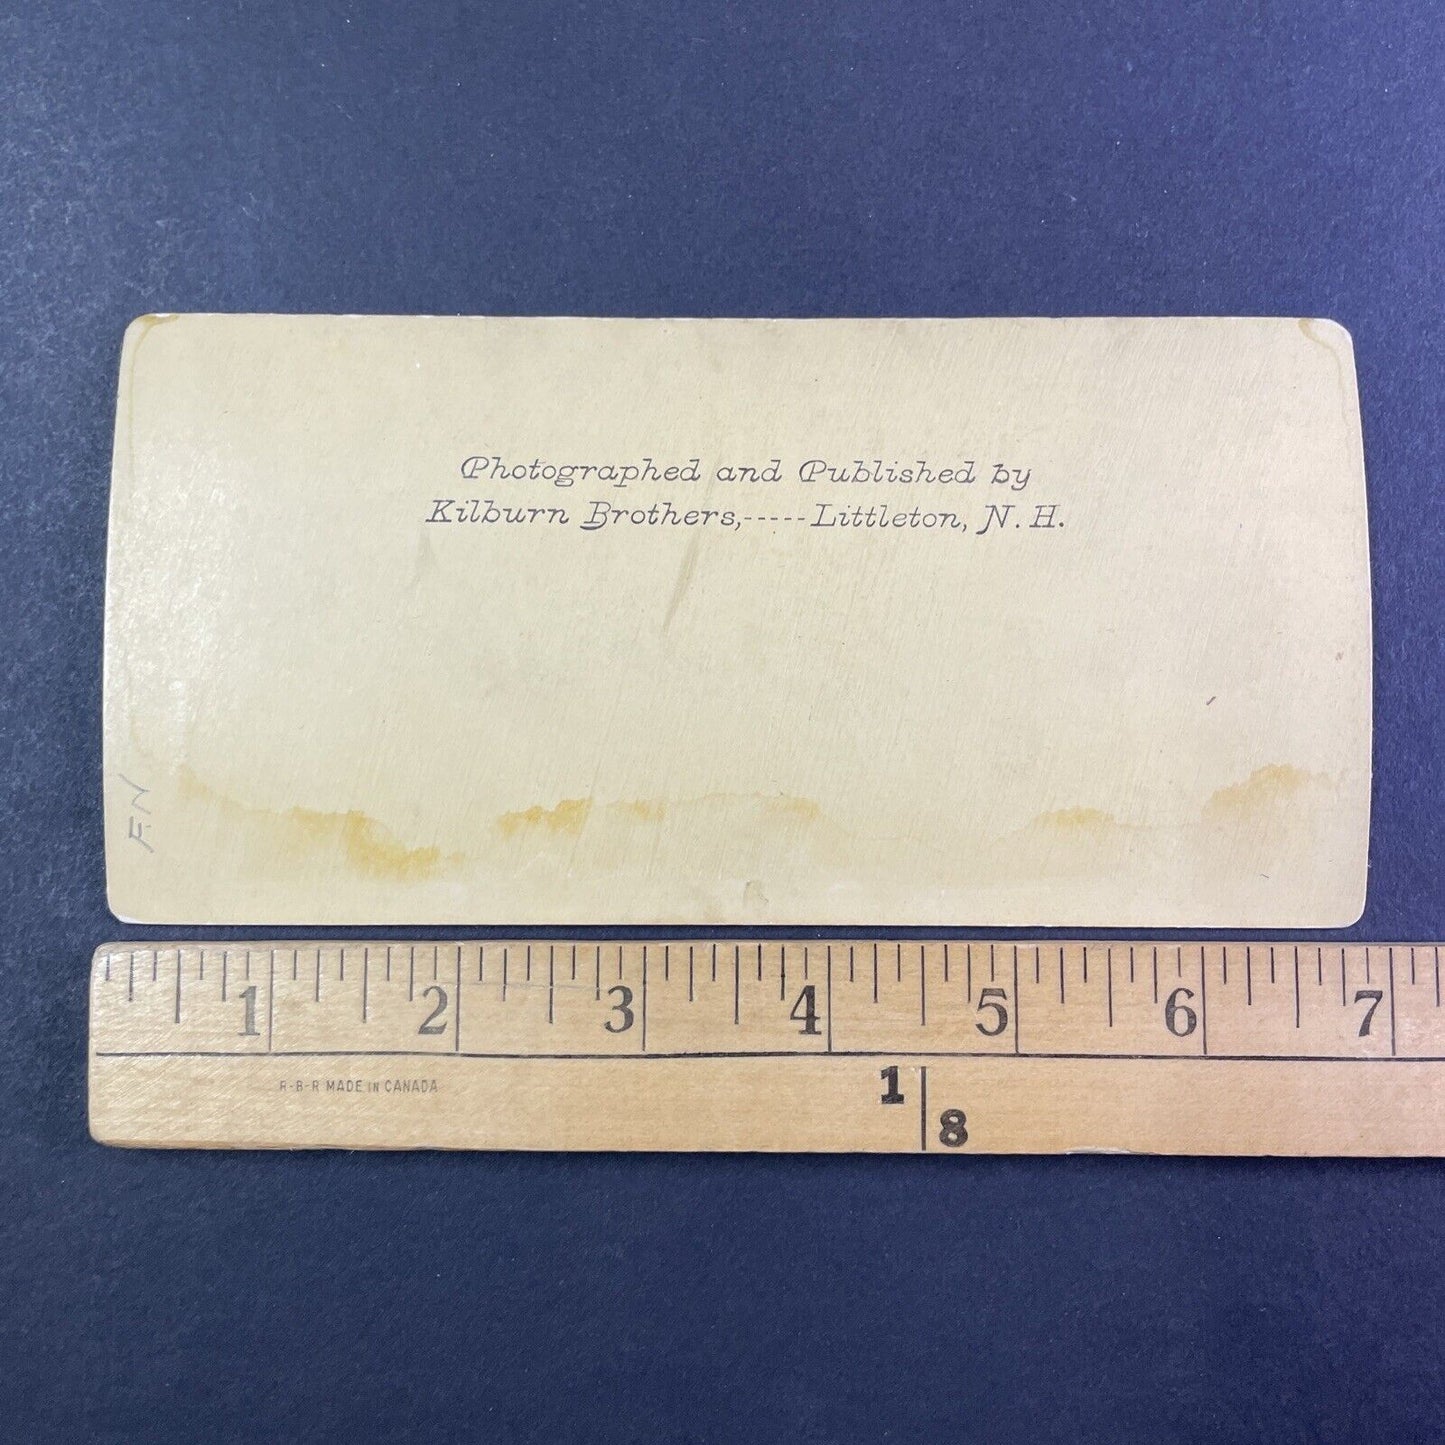 Photographed and Published by
Kilburn Brothers,-----Littleton, N. H.
1 2 3 4 5 6 7
R-B-R MADE IN CANADA
1
8